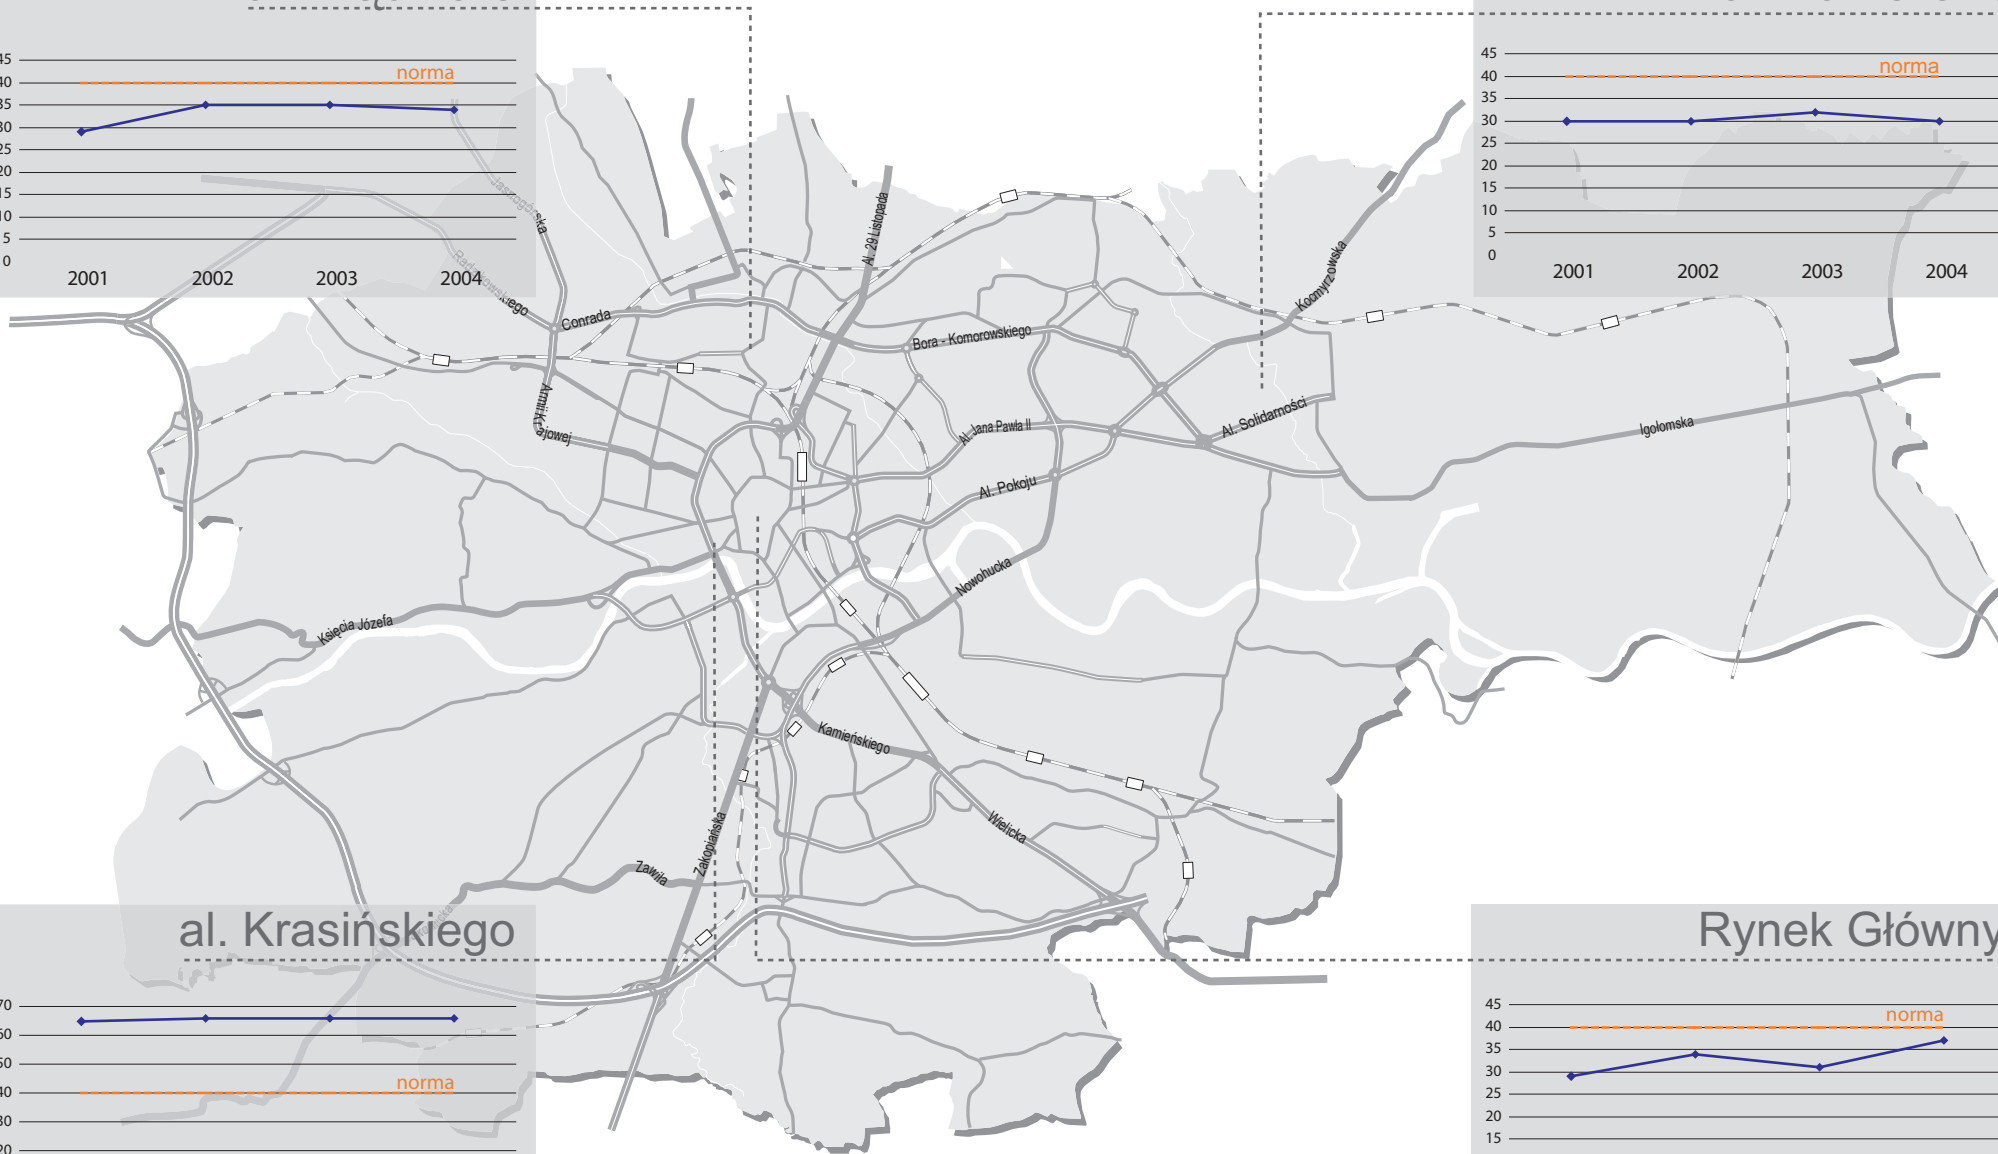 45
40
norma
35
30
25
20
15
10
5
0
2001 2002 2003 2004
45
40
norma
35
30
25
20
15
10
5
0
2001 2002 2003 2004
Jasnogórska
Radzikowskiego
Conrada
Armii Krajowej
Al. 29 Listopada
Bora - Komorowskiego
Kocmyrzowska
Al. Jana Pawła II
Al. Solidarności
Igołomska
Al. Pokoju
Nowohucka
Księcia Józefa
Kamieńskiego
Wielicka
Zakopiańska
Zawiła
al. Krasińskiego
70
60
50
40
norma
30
20
Rynek Główny
45
40
norma
35
30
25
20
15